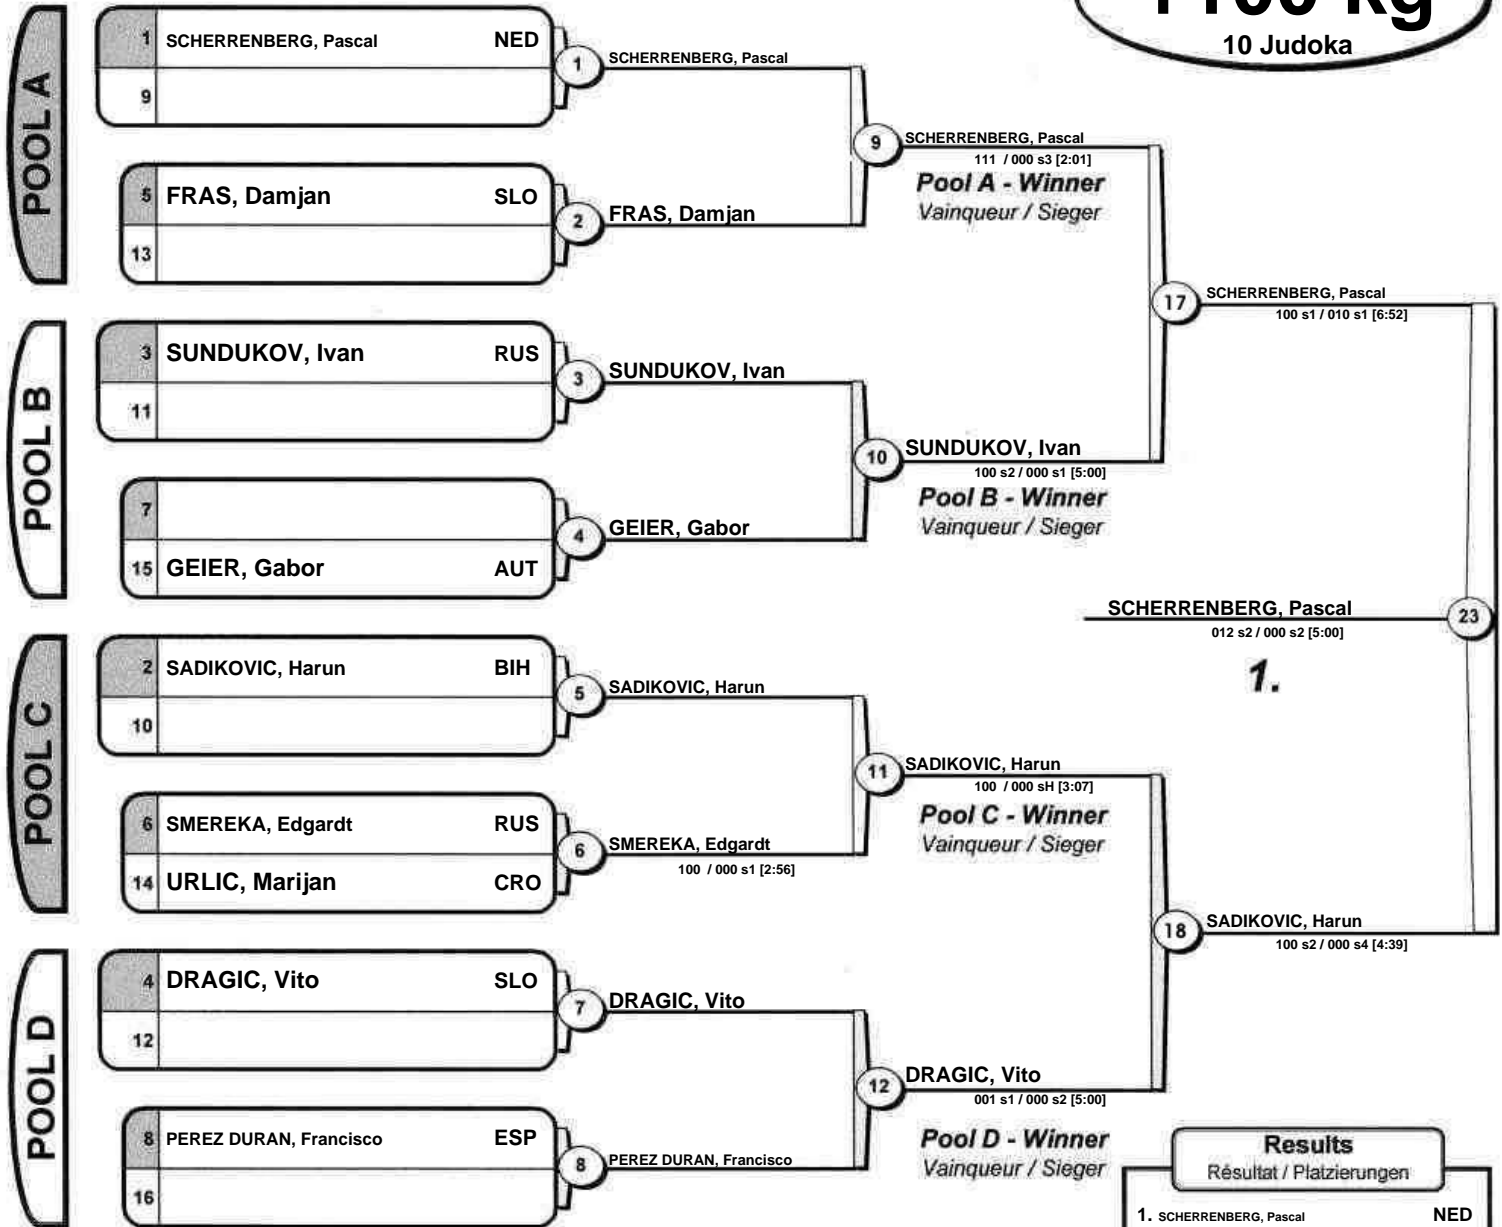 10 Judoka
POOL A
1 SCHERRENBERG, Pascal NED
9
1 SCHERRENBERG, Pascal
5 FRAS, Damjan SLO
13
2 FRAS, Damjan
9 SCHERRENBERG, Pascal
111 / 000 s3 [2:01]
Pool A - Winner
Vainqueur / Sieger
POOL B
3 SUNDUKOV, Ivan RUS
11
3 SUNDUKOV, Ivan
7
15 GEIER, Gabor AUT
4 GEIER, Gabor
10 SUNDUKOV, Ivan
100 s2 / 000 s1 [5:00]
Pool B - Winner
Vainqueur / Sieger
17 SCHERRENBERG, Pascal
100 s1 / 010 s1 [6:52]
SCHERRENBERG, Pascal 23
012 s2 / 000 s2 [5:00]
1.
POOL C
2 SADIKOVIC, Harun BIH
10
5 SADIKOVIC, Harun
6 SMEREKA, Edgardt RUS
14 URLIC, Marijan CRO
6 SMEREKA, Edgardt
100 / 000 s1 [2:56]
11 SADIKOVIC, Harun
100 / 000 sH [3:07]
Pool C - Winner
Vainqueur / Sieger
18 SADIKOVIC, Harun
100 s2 / 000 s4 [4:39]
POOL D
4 DRAGIC, Vito SLO
12
7 DRAGIC, Vito
8 PEREZ DURAN, Francisco ESP
16
8 PEREZ DURAN, Francisco
12 DRAGIC, Vito
001 s1 / 000 s2 [5:00]
Pool D - Winner
Vainqueur / Sieger
Results
Résultat / Platzierungen
1. SCHERRENBERG, Pascal NED